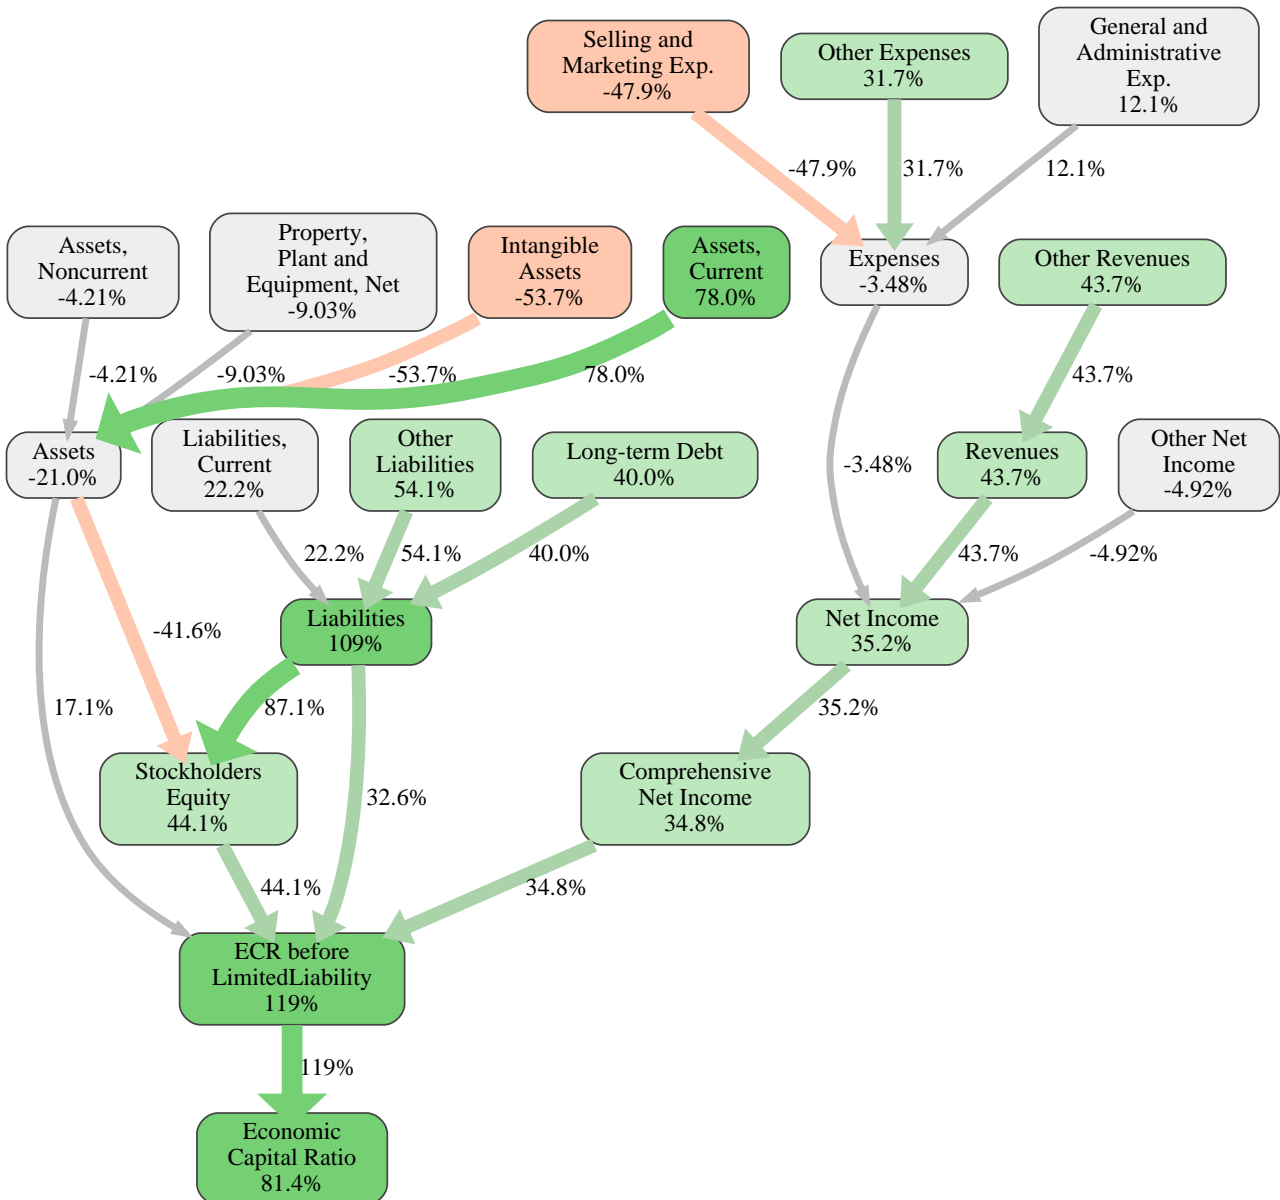 Selling and
Marketing Exp.
-47.9%
Other Expenses
31.7%
General and
Administrative
Exp.
12.1%
-47.9%
31.7%
12.1%
Assets,
Noncurrent
-4.21%
Property,
Plant and
Equipment, Net
-9.03%
Intangible
Assets
-53.7%
Assets,
Current
78.0%
Expenses
-3.48%
Other Revenues
43.7%
-4.21%
-9.03%
-53.7%
78.0%
43.7%
Assets
-21.0%
Liabilities,
Current
22.2%
Other
Liabilities
54.1%
Long-term Debt
40.0%
-3.48%
Revenues
43.7%
Other Net
Income
-4.92%
22.2%
54.1%
40.0%
43.7%
-4.92%
-41.6%
Liabilities
109%
Net Income
35.2%
17.1%
87.1%
35.2%
Stockholders
Equity
44.1%
32.6%
Comprehensive
Net Income
34.8%
44.1%
34.8%
ECR before
LimitedLiability
119%
119%
Economic
Capital Ratio
81.4%